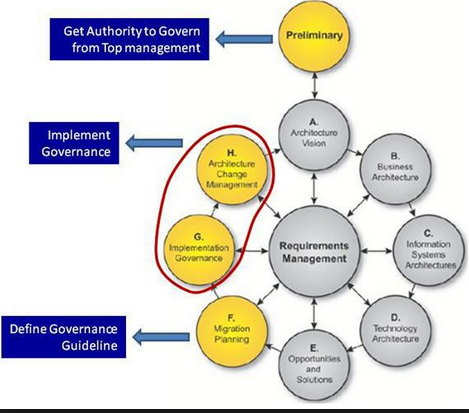 Get Authority to Govern
from Top management
Preliminary
Implement
Governance
A.
Architecture
Vision
H.
Architecture
Change
Management
B.
Business
Architecture
G.
Implementation
Governance
Requirements
Management
C.
Information
Systems
Architectures
Define Governance
Guideline
F.
Migration
Planning
D.
Technology
Architecture
E.
Opportunities
and
Solutions